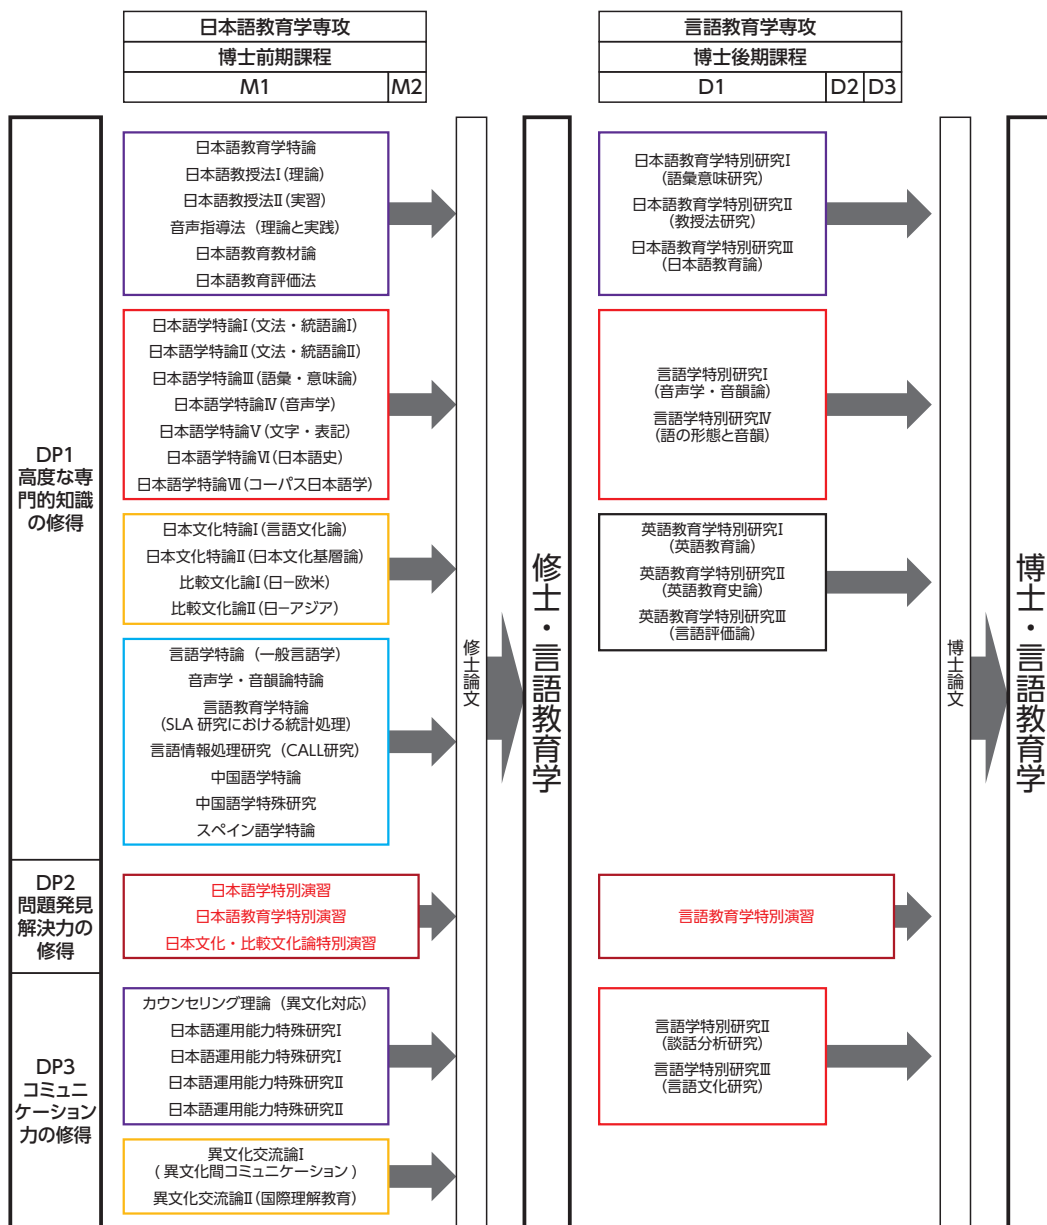 日本語教育学専攻
博士前期課程
M1
M2
言語教育学専攻
博士後期課程
D1
D2
D3
DP1
高度な専
門的知識
の修得
日本語教育学特論
日本語教授法Ⅰ(理論)
日本語教授法Ⅱ(実習)
音声指導法（理論と実践)
日本語教育教材論
日本語教育評価法
日本語学特論Ⅰ(文法・統語論Ⅰ)
日本語学特論Ⅱ(文法・統語論Ⅱ)
日本語学特論Ⅲ(語彙・意味論)
日本語学特論Ⅳ(音声学)
日本語学特論Ⅴ(文字・表記)
日本語学特論Ⅵ(日本語史)
日本語学特論Ⅶ(コーパス日本語学)
日本文化特論Ⅰ(言語文化論)
日本文化特論Ⅱ(日本文化基層論)
比較文化論Ⅰ(日ー欧米)
比較文化論Ⅱ(日ーアジア)
言語学特論（一般言語学)
音声学・音韻論特論
言語教育学特論
(SLA 研究における統計処理)
言語情報処理研究（CALL研究)
中国語学特論
中国語学特殊研究
スペイン語学特論
修士論文
修士・言語教育学
日本語教育学特別研究Ⅰ
(語彙意味研究)
日本語教育学特別研究Ⅱ
(教授法研究)
日本語教育学特別研究Ⅲ
(日本語教育論)
言語学特別研究Ⅰ
(音声学・音韻論)
言語学特別研究Ⅳ
(語の形態と音韻)
英語教育学特別研究Ⅰ
(英語教育論)
英語教育学特別研究Ⅱ
(英語教育史論)
英語教育学特別研究Ⅲ
(言語評価論)
博士論文
博士・言語教育学
DP2
問題発見
解決力の
修得
日本語学特別演習
日本語教育学特別演習
日本文化・比較文化論特別演習
言語教育学特別演習
DP3
コミュニ
ケーション
力の修得
カウンセリング理論（異文化対応)
日本語運用能力特殊研究Ⅰ
日本語運用能力特殊研究Ⅰ
日本語運用能力特殊研究Ⅱ
日本語運用能力特殊研究Ⅱ
異文化交流論Ⅰ
( 異文化間コミュニケーション )
異文化交流論Ⅱ(国際理解教育)
言語学特別研究Ⅱ
(談話分析研究)
言語学特別研究Ⅲ
(言語文化研究)